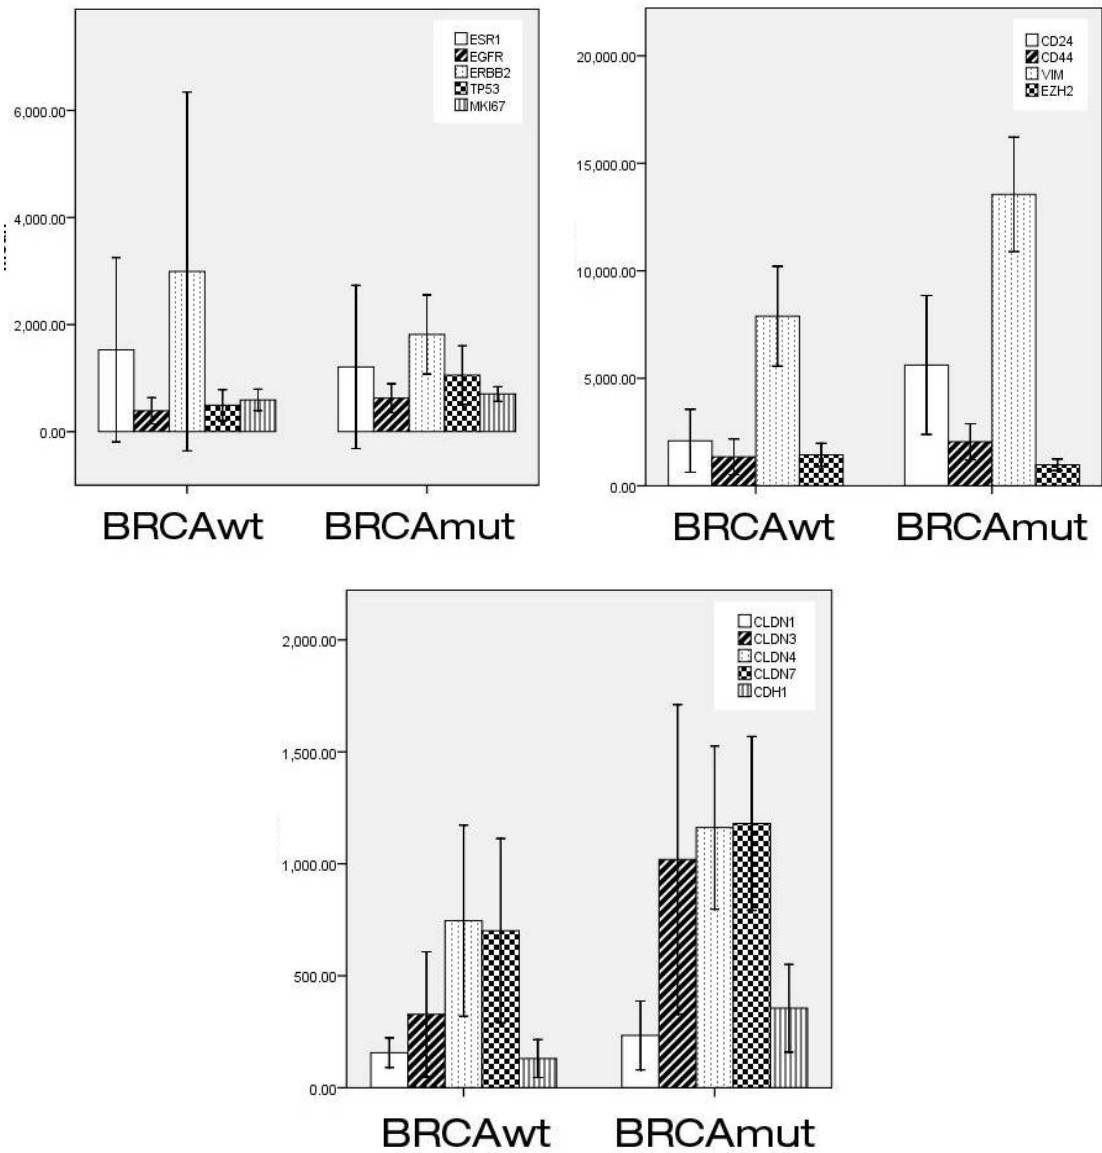 ESR1
EGFR
ERBB2
TP53
MKI67
6,000.00
4,000.00
2,000.00
0.00
BRCAwt BRCAmut
CD24
CD44
VIM
EZH2
20,000.00
15,000.00
10,000.00
5,000.00
0.00
BRCAwt BRCAmut
CLDN1
CLDN3
CLDN4
CLDN7
CDH1
2,000.00
1,500.00
1,000.00
500.00
0.00
BRCAwt BRCAmut